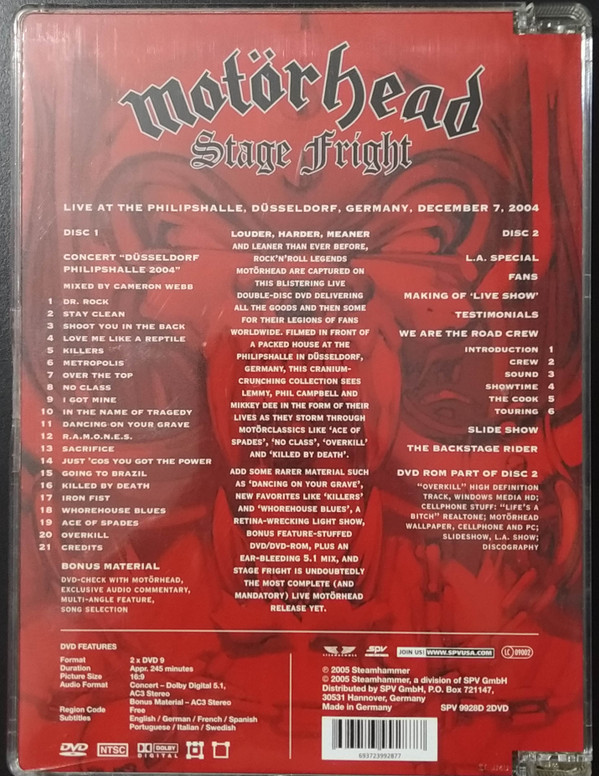 motörhead
Stage Fright
LIVE AT THE PHILIPSHALLE, DÜSSELDORF, GERMANY, DECEMBER 7, 2004
DISC 1
CONCERT "DÜSSELDORF
PHILIPSHALLE 2004"
MIXED BY CAMERON WEBB
1 DR. ROCK
2 STAY CLEAN
3 SHOOT YOU IN THE BACK
4 LOVE ME LIKE A REPTILE
5 KILLERS
6 METROPOLIS
7 OVER THE TOP
8 NO CLASS
9 I GOT MINE
10 IN THE NAME OF TRAGEDY
11 DANCING ON YOUR GRAVE
12 R.A.M.O.N.E.S.
13 SACRIFICE
14 JUST 'COS YOU GOT THE POWER
15 GOING TO BRAZIL
16 KILLED BY DEATH
17 IRON FIST
18 WHOREHOUSE BLUES
19 ACE OF SPADES
20 OVERKILL
21 CREDITS
BONUS MATERIAL
DVD-CHECK WITH MOTÖRHEAD,
EXCLUSIVE AUDIO COMMENTARY,
MULTI-ANGLE FEATURE,
SONG SELECTION
LOUDER, HARDER, MEANER
AND LEANER THAN EVER BEFORE,
ROCK'N'ROLL LEGENDS
MOTÖRHEAD ARE CAPTURED ON
THIS BLISTERING LIVE
DOUBLE-DISC DVD DELIVERING
ALL THE GOODS AND THEN SOME
FOR THEIR LEGIONS OF FANS
WORLDWIDE. FILMED IN FRONT OF
A PACKED HOUSE AT THE
PHILIPSHALLE IN DÜSSELDORF,
GERMANY, THIS CRANIUM-
CRUNCHING COLLECTION SEES
LEMMY, PHIL CAMPBELL AND
MIKKEY DEE IN THE FORM OF THEIR
LIVES AS THEY STORM THROUGH
MOTÖRCLASSICS LIKE 'ACE OF
SPADES', 'NO CLASS', 'OVERKILL'
AND 'KILLED BY DEATH'.
ADD SOME RARER MATERIAL SUCH
AS 'DANCING ON YOUR GRAVE',
NEW FAVORITES LIKE 'KILLERS'
AND 'WHOREHOUSE BLUES', A
RETINA-WRECKING LIGHT SHOW,
BONUS FEATURE-STUFFED
DVD/DVD-ROM, PLUS AN
EAR-BLEEDING 5.1 MIX, AND
STAGE FRIGHT IS UNDOUBTEDLY
THE MOST COMPLETE (AND
MANDATORY) LIVE MOTÖRHEAD
RELEASE YET.
DISC 2
L.A. SPECIAL
FANS
MAKING OF 'LIVE SHOW'
TESTIMONIALS
WE ARE THE ROAD CREW
INTRODUCTION 1
CREW 2
SOUND 3
SHOWTIME 4
THE COOK 5
TOURING 6
SLIDE SHOW
THE BACKSTAGE RIDER
DVD ROM PART OF DISC 2
"OVERKILL" HIGH DEFINITION
TRACK, WINDOWS MEDIA HD;
CELLPHONE STUFF: "LIFE'S A
BITCH" REALTONE; MOTÖRHEAD
WALLPAPER, CELLPHONE AND PC;
SLIDESHOW, L.A. SHOW;
DISCOGRAPHY
DVD FEATURES
Format 2 x DVD 9
Duration Appr. 245 minutes
Picture Size 16:9
Audio Format Concert – Dolby Digital 5.1,
AC3 Stereo
Bonus Material – AC3 Stereo
Region Code Free
Subtitles English / German / French / Spanish
Portuguese / Italian / Swedish
DVD NTSC DOLBY DIGITAL
STEAMHAMMER spv JOIN US! WWW.SPVUSA.COM LC 09002
℗ 2005 Steamhammer
© 2005 Steamhammer, a division of SPV GmbH
Distributed by SPV GmbH, P.O. Box 721147,
30531 Hannover, Germany
Made in Germany SPV 9928D 2DVD
693723992877